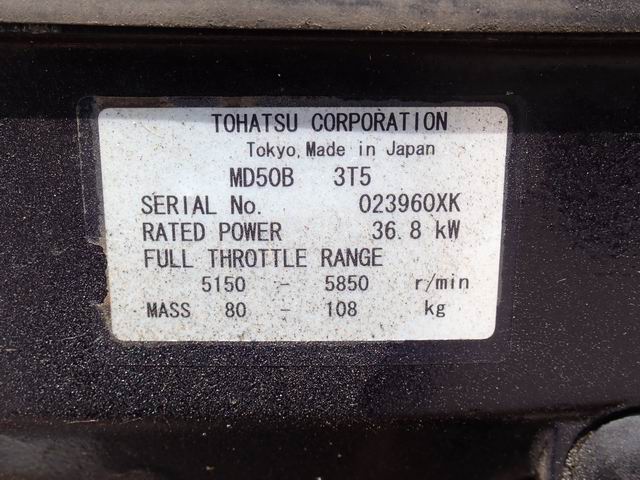 TOHATSU CORPORATION
Tokyo, Made in Japan
MD50B 3T5
SERIAL No. 023960XK
RATED POWER 36.8 kW
FULL THROTTLE RANGE
5150 - 5850 r/min
MASS 80 - 108 kg